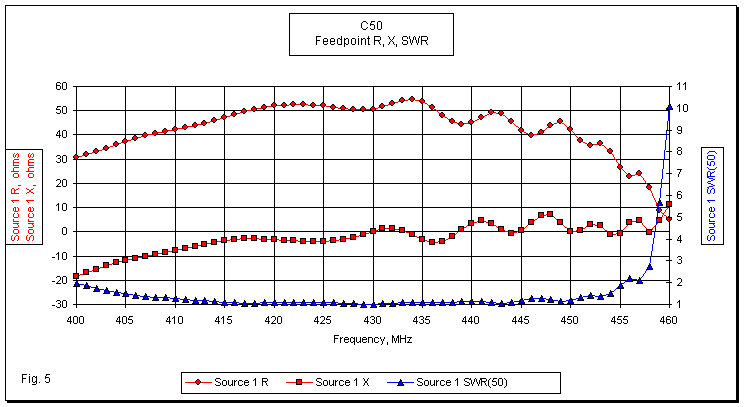 C50
Feedpoint R, X, SWR
60
50
40
30
20
10
0
-10
-20
-30
Source 1 R, ohms
Source 1 X, ohms
11
10
9
8
7
6
5
4
3
2
1
Source 1 SWR(50)
400 405 410 415 420 425 430 435 440 445 450 455 460
Frequency, MHz
Fig. 5
Source 1 R Source 1 X Source 1 SWR(50)